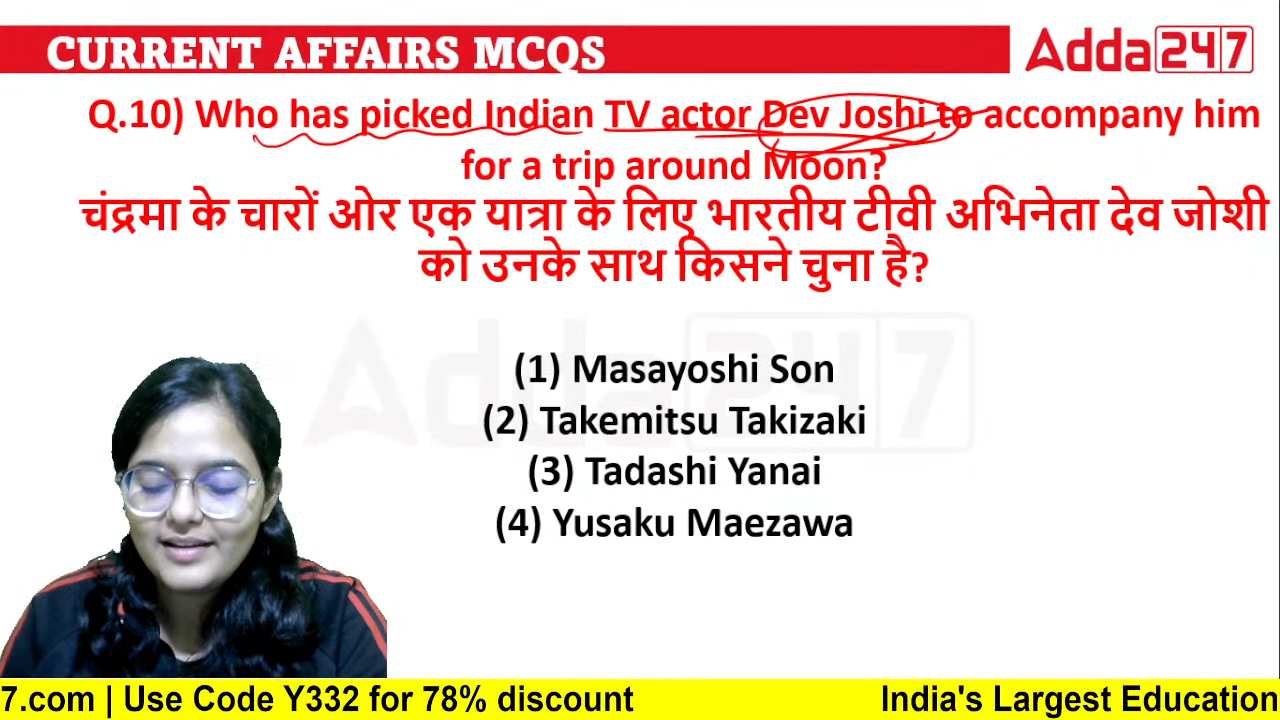 CURRENT AFFAIRS MCQS
Adda247
Q.10) Who has picked Indian TV actor Dev Joshi to accompany him
for a trip around Moon?
चंद्रमा के चारों ओर एक यात्रा के लिए भारतीय टीवी अभिनेता देव जोशी
को उनके साथ किसने चुना है?
Adda247
(1) Masayoshi Son
(2) Takemitsu Takizaki
(3) Tadashi Yanai
(4) Yusaku Maezawa
7.com | Use Code Y332 for 78% discount
India's Largest Education